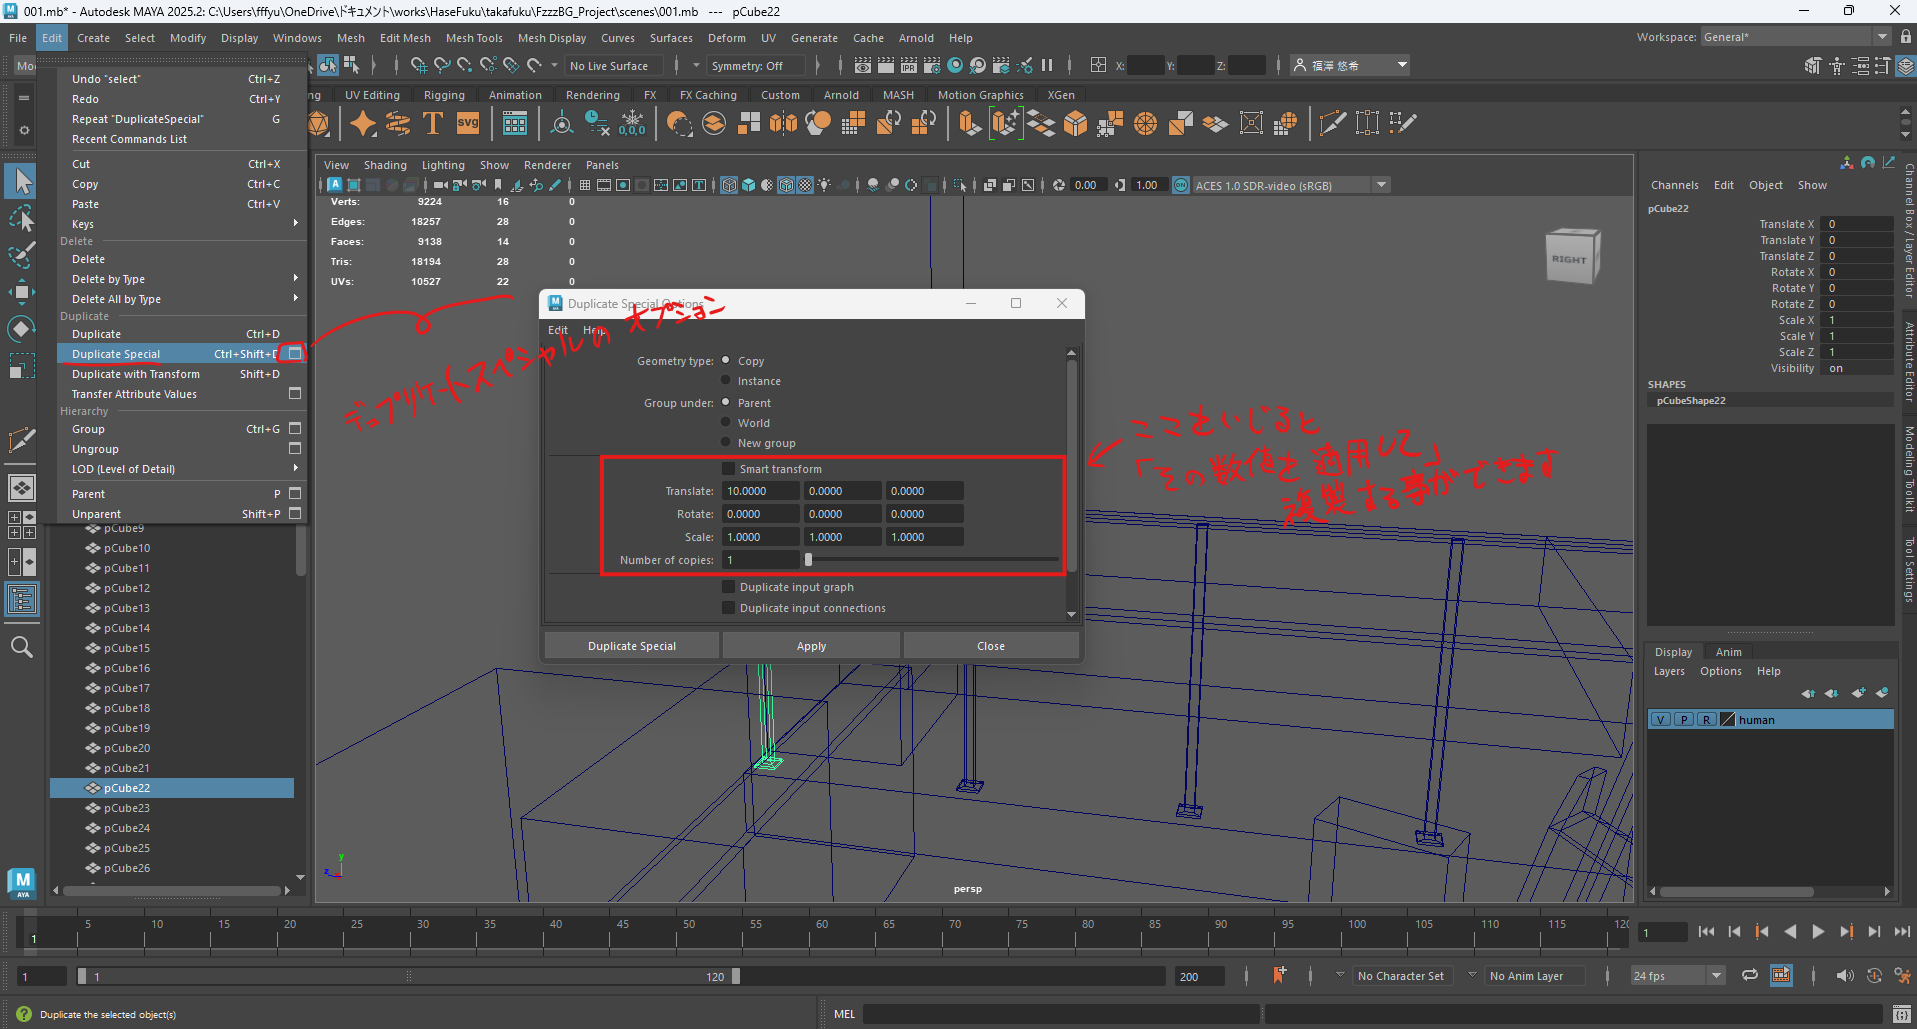 001.mb* - Autodesk MAYA 2025.2: C:\Users\fffyu\OneDrive\ドキュメント\works\HaseFuku\takafuku\FzzzBG_Project\scenes\001.mb --- pCube22
File Edit Create Select Modify Display Windows Mesh Edit Mesh Mesh Tools Mesh Display Curves Surfaces Deform UV Generate Cache Arnold Help
Workspace: General*
No Live Surface
Symmetry: Off
X: Y: Z:
福澤 悠希
UV Editing Rigging Animation Rendering FX FX Caching Custom Arnold MASH Motion Graphics XGen
Undo "select" Ctrl+Z
Redo Ctrl+Y
Repeat "DuplicateSpecial" G
Recent Commands List
Cut Ctrl+X
Copy Ctrl+C
Paste Ctrl+V
Keys
Delete
Delete
Delete by Type
Delete All by Type
Duplicate
Duplicate Ctrl+D
Duplicate Special Ctrl+Shift+D
Duplicate with Transform Shift+D
Transfer Attribute Values
Hierarchy
Group Ctrl+G
Ungroup
LOD (Level of Detail)
Parent P
Unparent Shift+P
pCube9
pCube10
pCube11
pCube12
pCube13
pCube14
pCube15
pCube16
pCube17
pCube18
pCube19
pCube20
pCube21
pCube22
pCube23
pCube24
pCube25
pCube26
View Shading Lighting Show Renderer Panels
0.00 1.00 ACES 1.0 SDR-video (sRGB)
Verts: 9224 16 0
Edges: 18257 28 0
Faces: 9138 14 0
Tris: 18194 28 0
UVs: 10527 22 0
RIGHT
デュプリケートスペシャルの オプション
Duplicate Special Options
Edit Help
Geometry type: Copy
Instance
Group under: Parent
World
New group
Smart transform
Translate: 10.0000 0.0000 0.0000
Rotate: 0.0000 0.0000 0.0000
Scale: 1.0000 1.0000 1.0000
Number of copies: 1
Duplicate input graph
Duplicate input connections
Duplicate Special Apply Close
ここをいじると
「その数値を適用して」
複製する事ができます
persp
y
z
Channels Edit Object Show
pCube22
Translate X 0
Translate Y 0
Translate Z 0
Rotate X 0
Rotate Y 0
Rotate Z 0
Scale X 1
Scale Y 1
Scale Z 1
Visibility on
SHAPES
pCubeShape22
Channel Box / Layer Editor
Attribute Editor
Modeling Toolkit
Tool Settings
Display Anim
Layers Options Help
V P R human
5 10 15 20 25 30 35 40 45 50 55 60 65 70 75 80 85 90 95 100 105 110 115 120
1
1
1 1 120 200
No Character Set
No Anim Layer
24 fps
Duplicate the selected object(s)
MEL